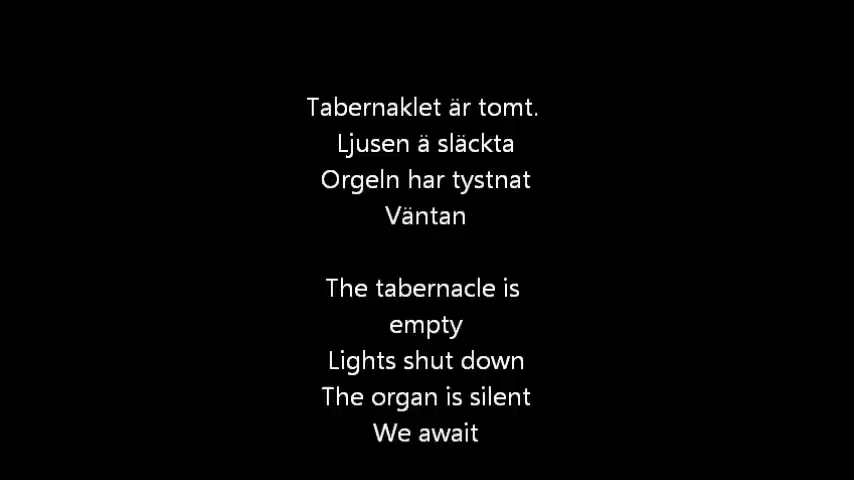 Tabernaklet är tomt.
Ljusen ä släckta
Orgeln har tystnat
Väntan
The tabernacle is
empty
Lights shut down
The organ is silent
We await